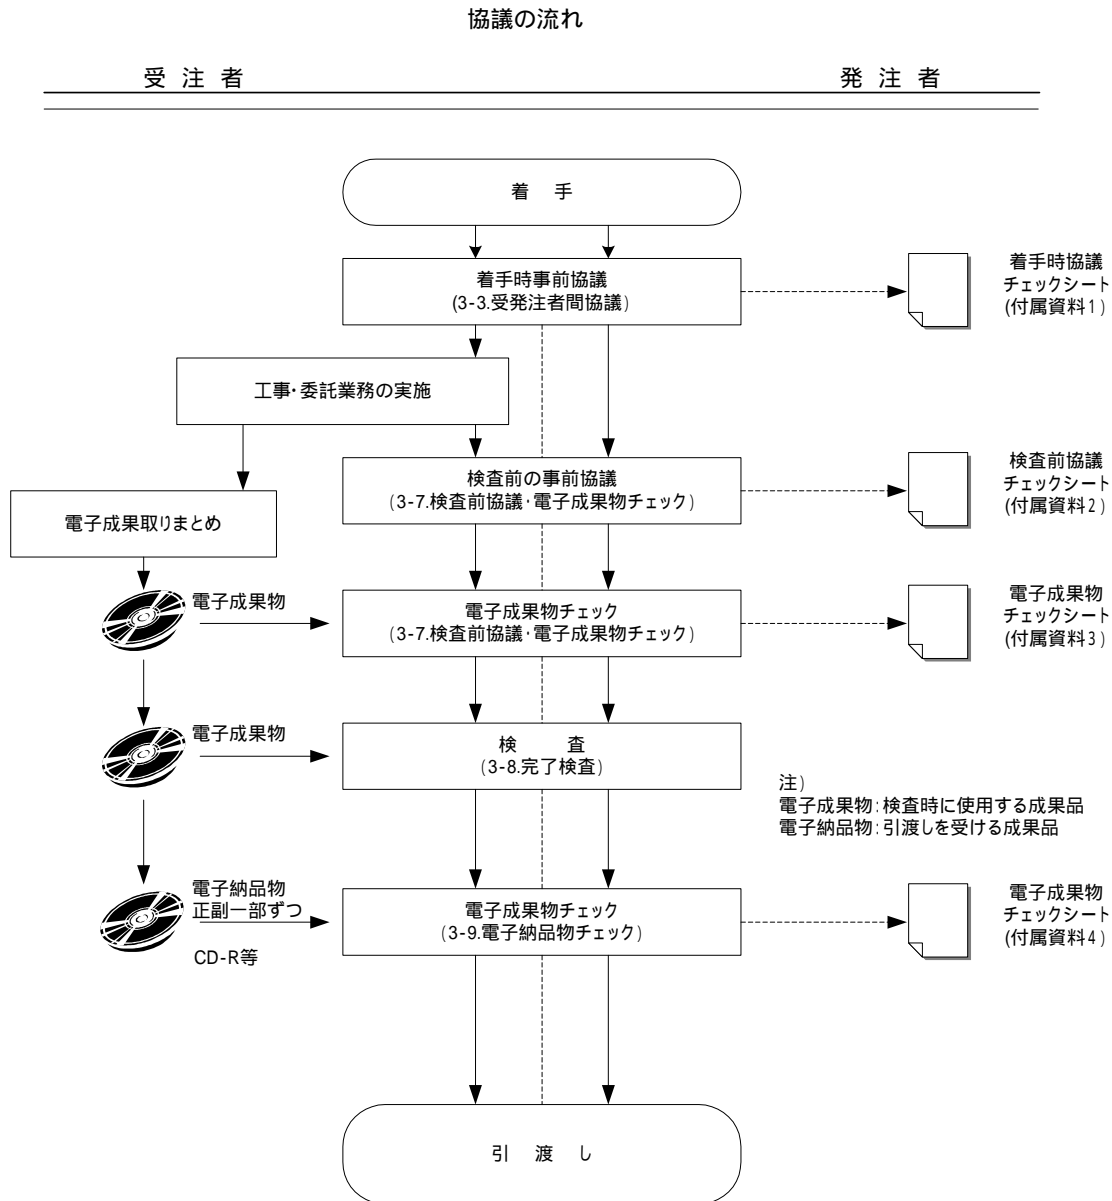 協議の流れ
受 注 者
発 注 者
着 手
着手時事前協議
(3-3.受発注者間協議)
着手時協議
チェックシート
(付属資料1)
工事・委託業務の実施
検査前の事前協議
(3-7.検査前協議・電子成果物チェック)
検査前協議
チェックシート
(付属資料2)
電子成果取りまとめ
電子成果物
電子成果物チェック
(3-7.検査前協議・電子成果物チェック)
電子成果物
チェックシート
(付属資料3)
電子成果物
検 査
(3-8.完了検査)
注)
電子成果物:検査時に使用する成果品
電子納品物:引渡しを受ける成果品
電子納品物
正副一部ずつ
CD-R等
電子成果物チェック
(3-9.電子納品物チェック)
電子成果物
チェックシート
(付属資料4)
引 渡 し